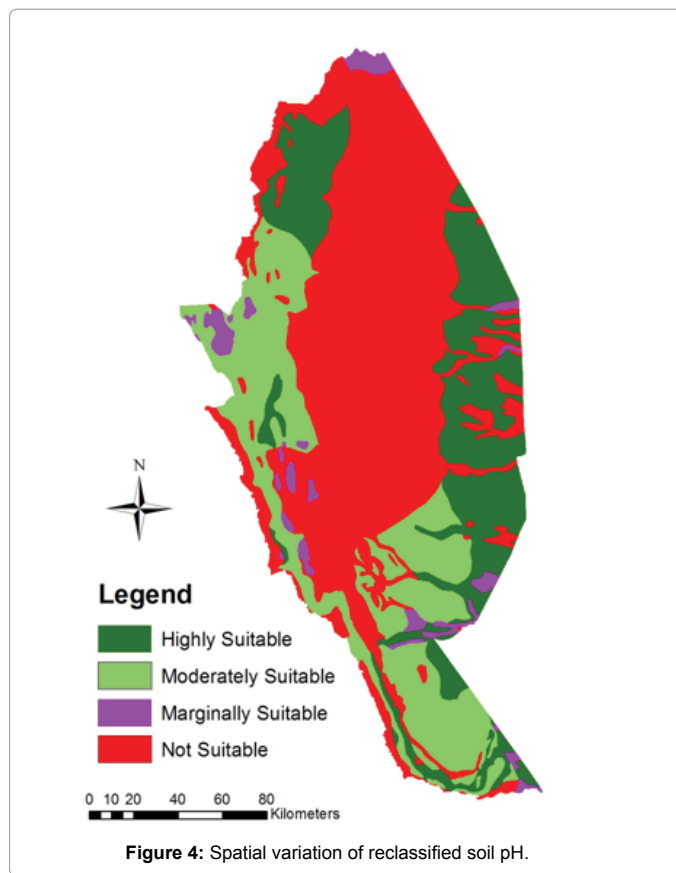 N
Legend
Highly Suitable
Moderately Suitable
Marginally Suitable
Not Suitable
0 10 20 40 60 80
Kilometers
Figure 4: Spatial variation of reclassified soil pH.